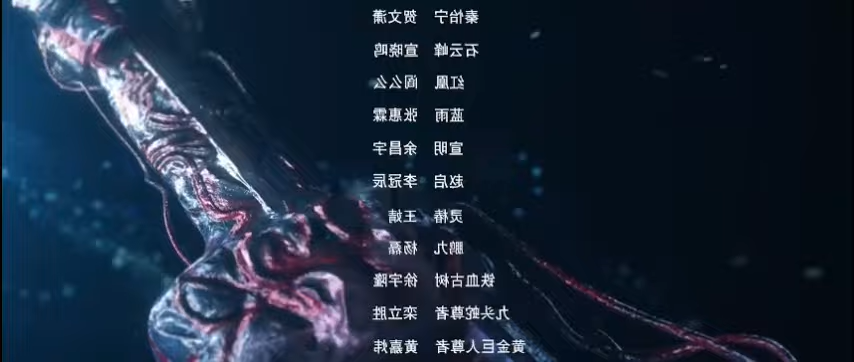 秦怡宁 贺文潇
石云峰 宣晓鸣
红凰 阎么么
蓝雨 张惠霖
宣明 余昌宇
赵启 李冠辰
灵椿 王婧
鹏九 杨磊
铁血古树 徐宇隆
九头蛇尊者 栾立胜
黄金巨人尊者 黄嘉炜